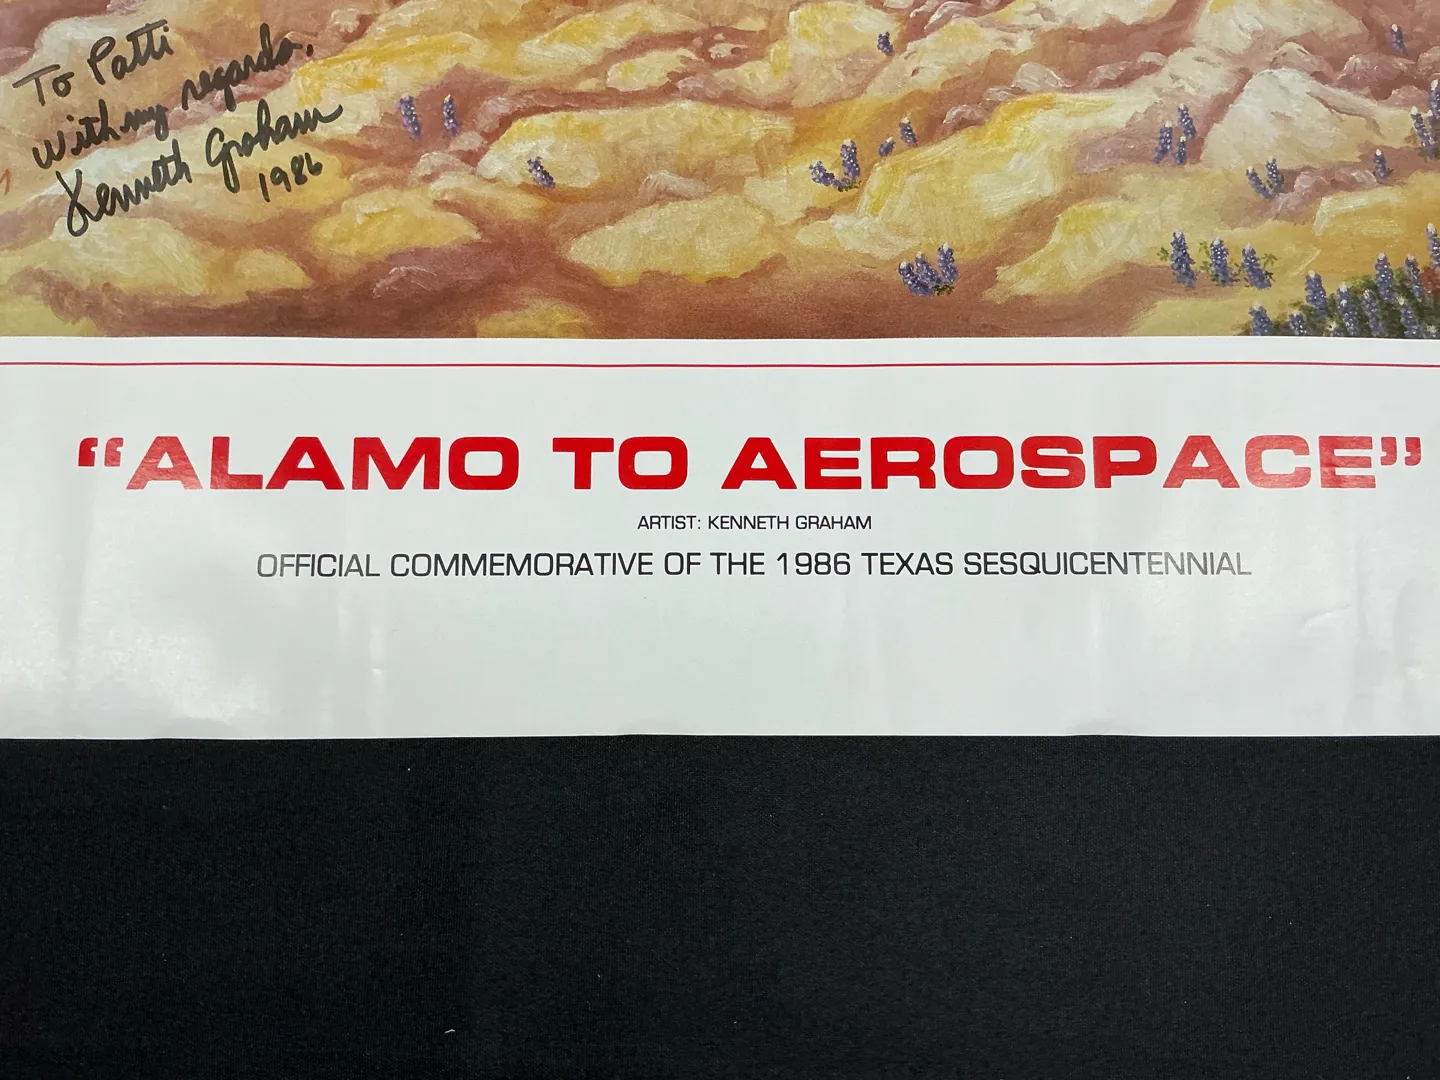 To Patti
With my regards.
Kenneth Graham
1986
“ALAMO TO AEROSPACE”
ARTIST: KENNETH GRAHAM
OFFICIAL COMMEMORATIVE OF THE 1986 TEXAS SESQUICENTENNIAL